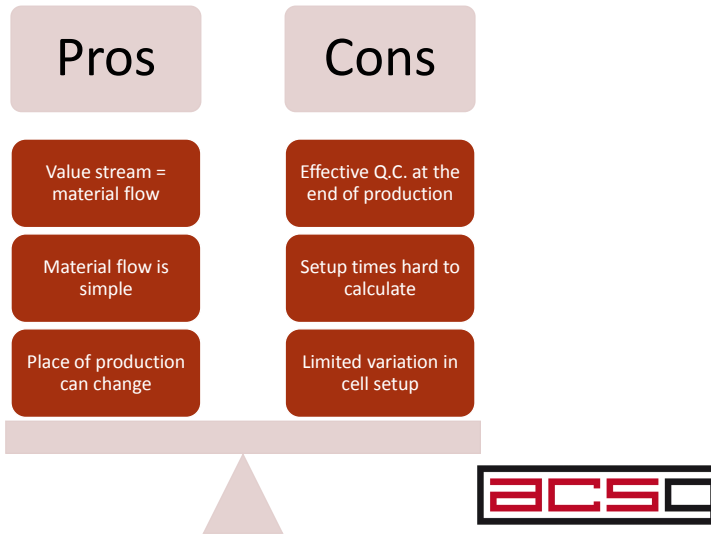 Pros
Cons
Value stream =
material flow
Effective Q.C. at the
end of production
Material flow is
simple
Setup times hard to
calculate
Place of production
can change
Limited variation in
cell setup
acsc